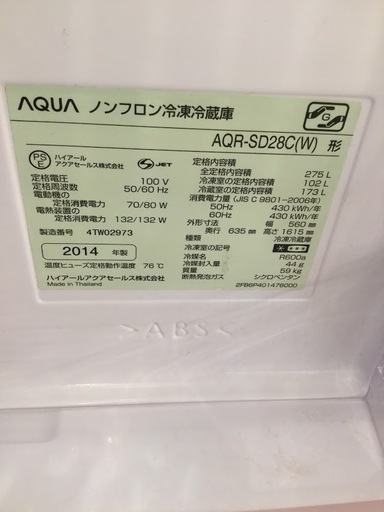 AQUA ノンフロン冷凍冷蔵庫
G
AQR-SD28C(W) 形
PS
E
ハイアール
アクアセールス株式会社
S JET
定格電圧 100 V
定格周波数 50/60 Hz
電動機の
定格消費電力 70/80 W
電熱装置の
定格消費電力 132/132 W
製造番号 4TW02973
2014 年製
温度ヒューズ定格動作温度 76℃
ハイアールアクアセールス株式会社
Made in Thailand
定格内容積
全定格内容積 275 L
冷凍室の定格内容積 102 L
冷蔵室の定格内容積 173 L
消費電力量 (JIS C 9801-2006年)
50Hz 430 kWh/年
60Hz 430 kWh/年
外形寸法 幅 560 mm
奥行 635 mm 高さ 1615 mm
種類 冷凍冷蔵庫
冷凍室の記号
冷媒名 R600a
冷媒封入量 44 g
質量 59 kg
断熱発泡ガス シクロペンタン
2FB6P401476000
>ABS<